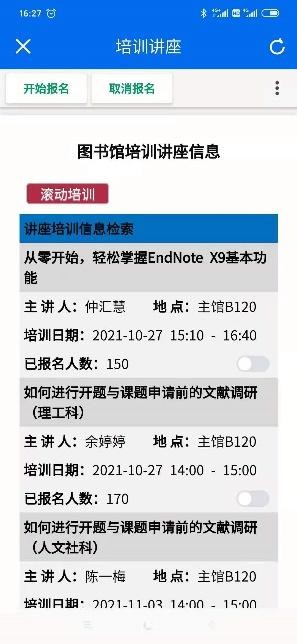 16:27
培训讲座
开始报名 取消报名
图书馆培训讲座信息
滚动培训
讲座培训信息检索
从零开始，轻松掌握EndNote X9基本功
能
主 讲 人：仲汇慧 地 点：主馆B120
培训日期：2021-10-27 15:10 - 16:40
已报名人数：150
如何进行开题与课题申请前的文献调研
（理工科）
主 讲 人：余婷婷 地 点：主馆B120
培训日期：2021-10-27 14:00 - 15:00
已报名人数：170
如何进行开题与课题申请前的文献调研
（人文社科）
主 讲 人：陈一梅 地 点：主馆B120
培训日期：2021-11-03 14:00 - 15:00